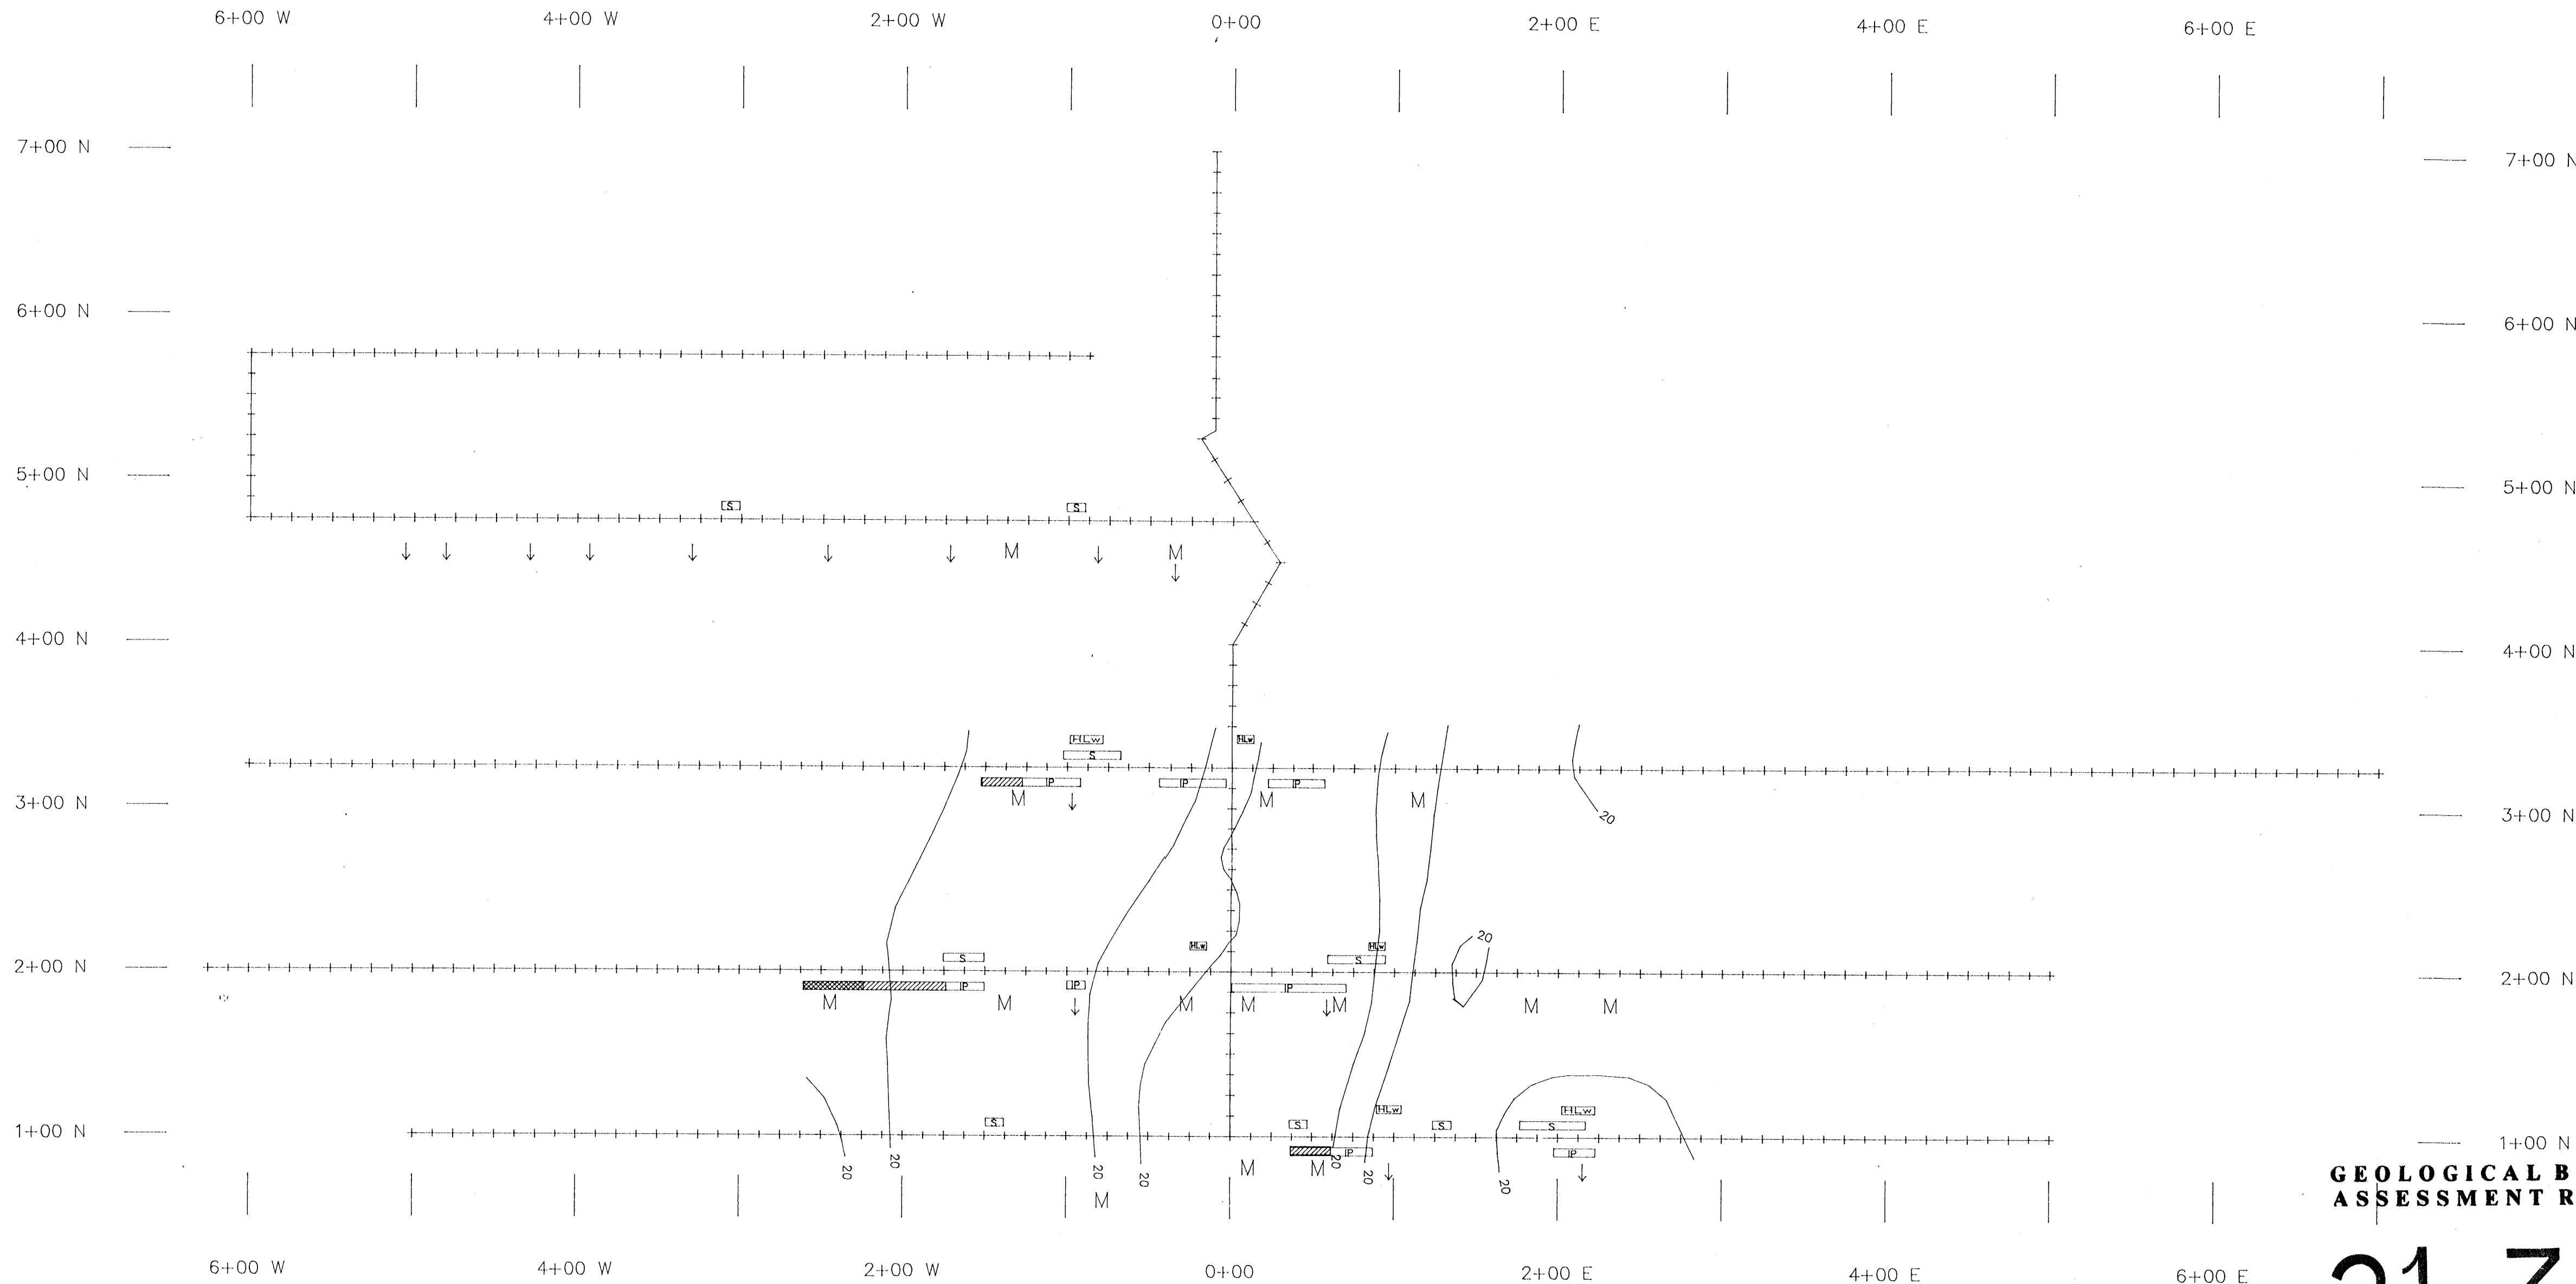 6+00 W 4+00 W 2+00 W 0+00 2+00 E 4+00 E 6+00 E
7+00 N 7+00 N
6+00 N 6+00 N
5+00 N 5+00 N
S S
M M
4+00 N 4+00 N
HLw HLw
S
IP IP IP
3+00 N M M M 3+00 N
20
20
HLw HLw
S S
2+00 N 2+00 N
IP IP IP
M M M M M M M
HLw HLw
S S S S
1+00 N 1+00 N
IP IP
20 20 20 20 M M 20 20 20
GEOLOGICAL B
M
ASSESSMENT R
6+00 W 4+00 W 2+00 W 0+00 2+00 E 4+00 E 6+00 E